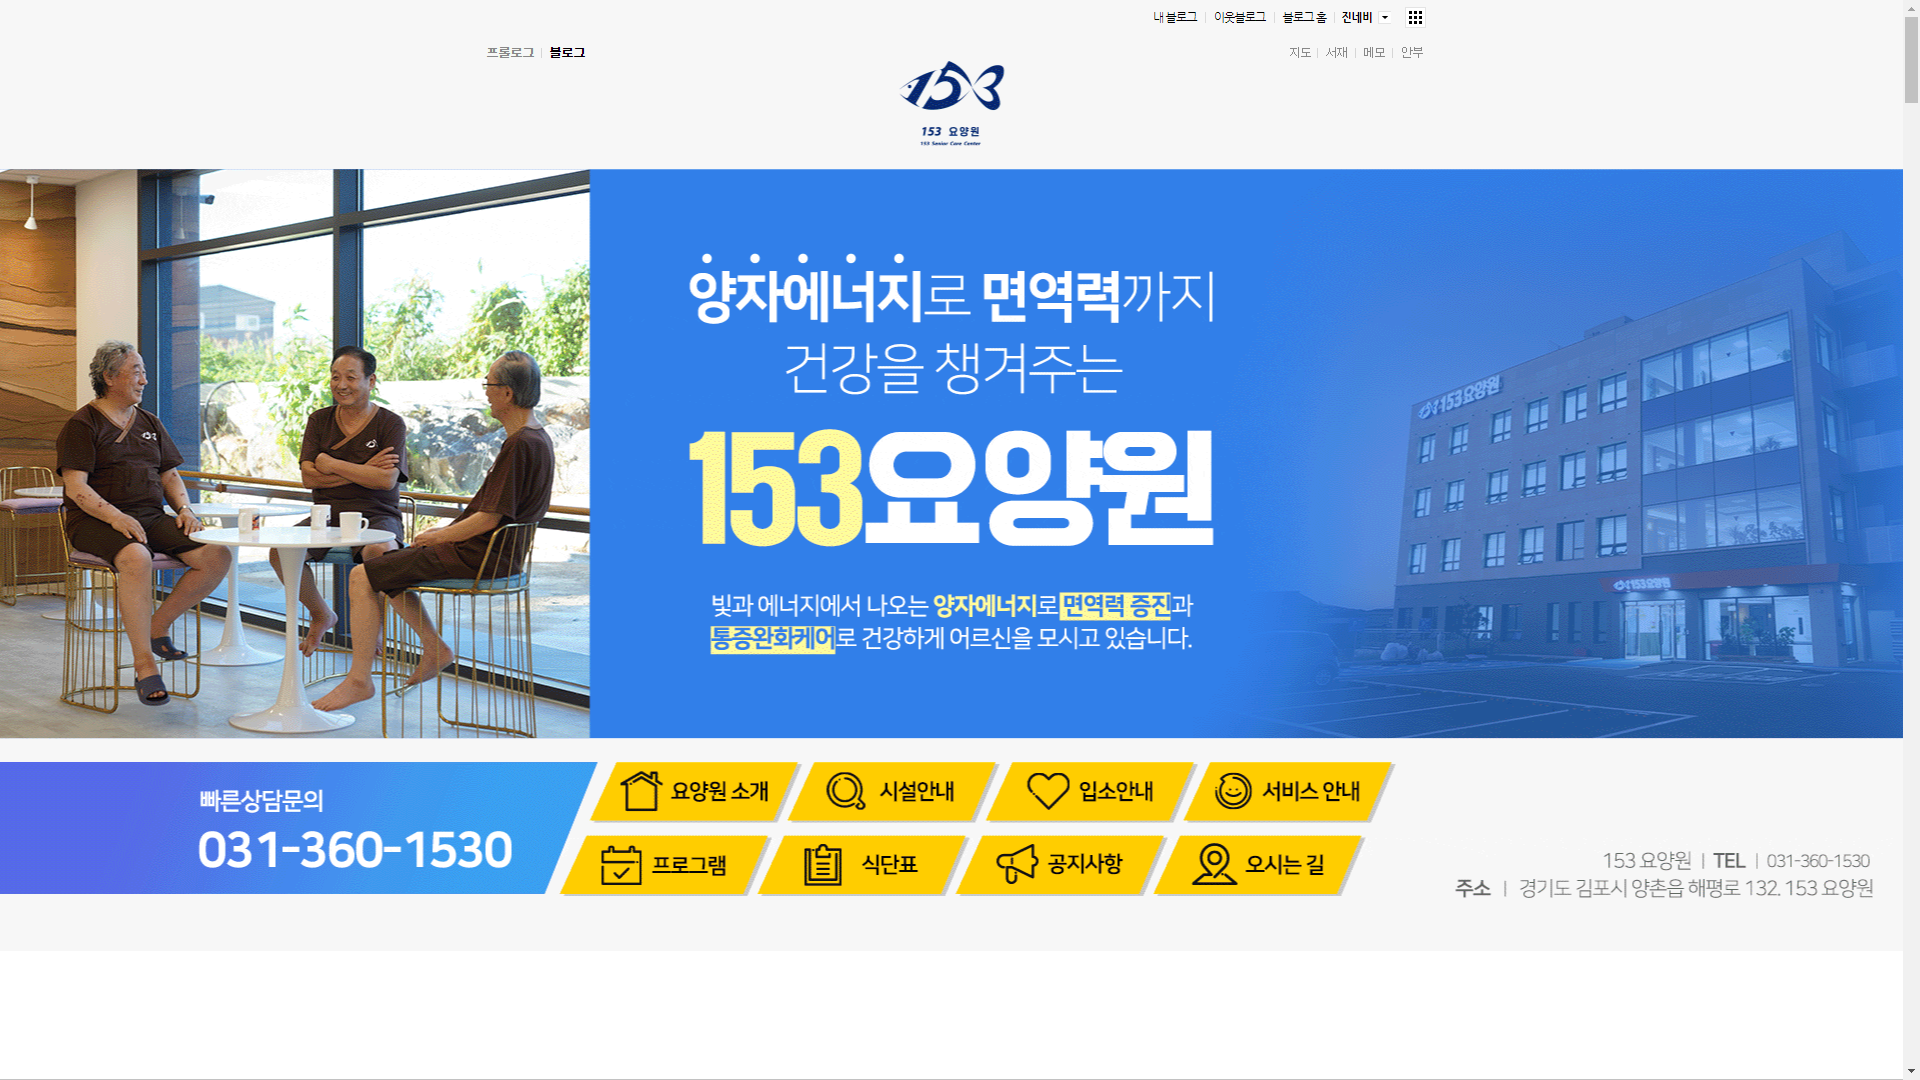 내 블로그 이웃블로그 블로그 홈 진네비
프롤로그 블로그
지도 서재 메모 안부
153 요양원
153 Senior Care Center
양자에너지로 면역력까지
건강을 챙겨주는
153요양원
빛과 에너지에서 나오는 양자에너지로 면역력 증진과
통증완화케어로 건강하게 어르신을 모시고 있습니다.
153요양원
153요양원
빠른상담문의
031-360-1530
요양원 소개
시설안내
입소안내
서비스 안내
프로그램
식단표
공지사항
오시는 길
153 요양원 | TEL | 031-360-1530
주소 | 경기도 김포시 양촌읍 해평로 132. 153 요양원